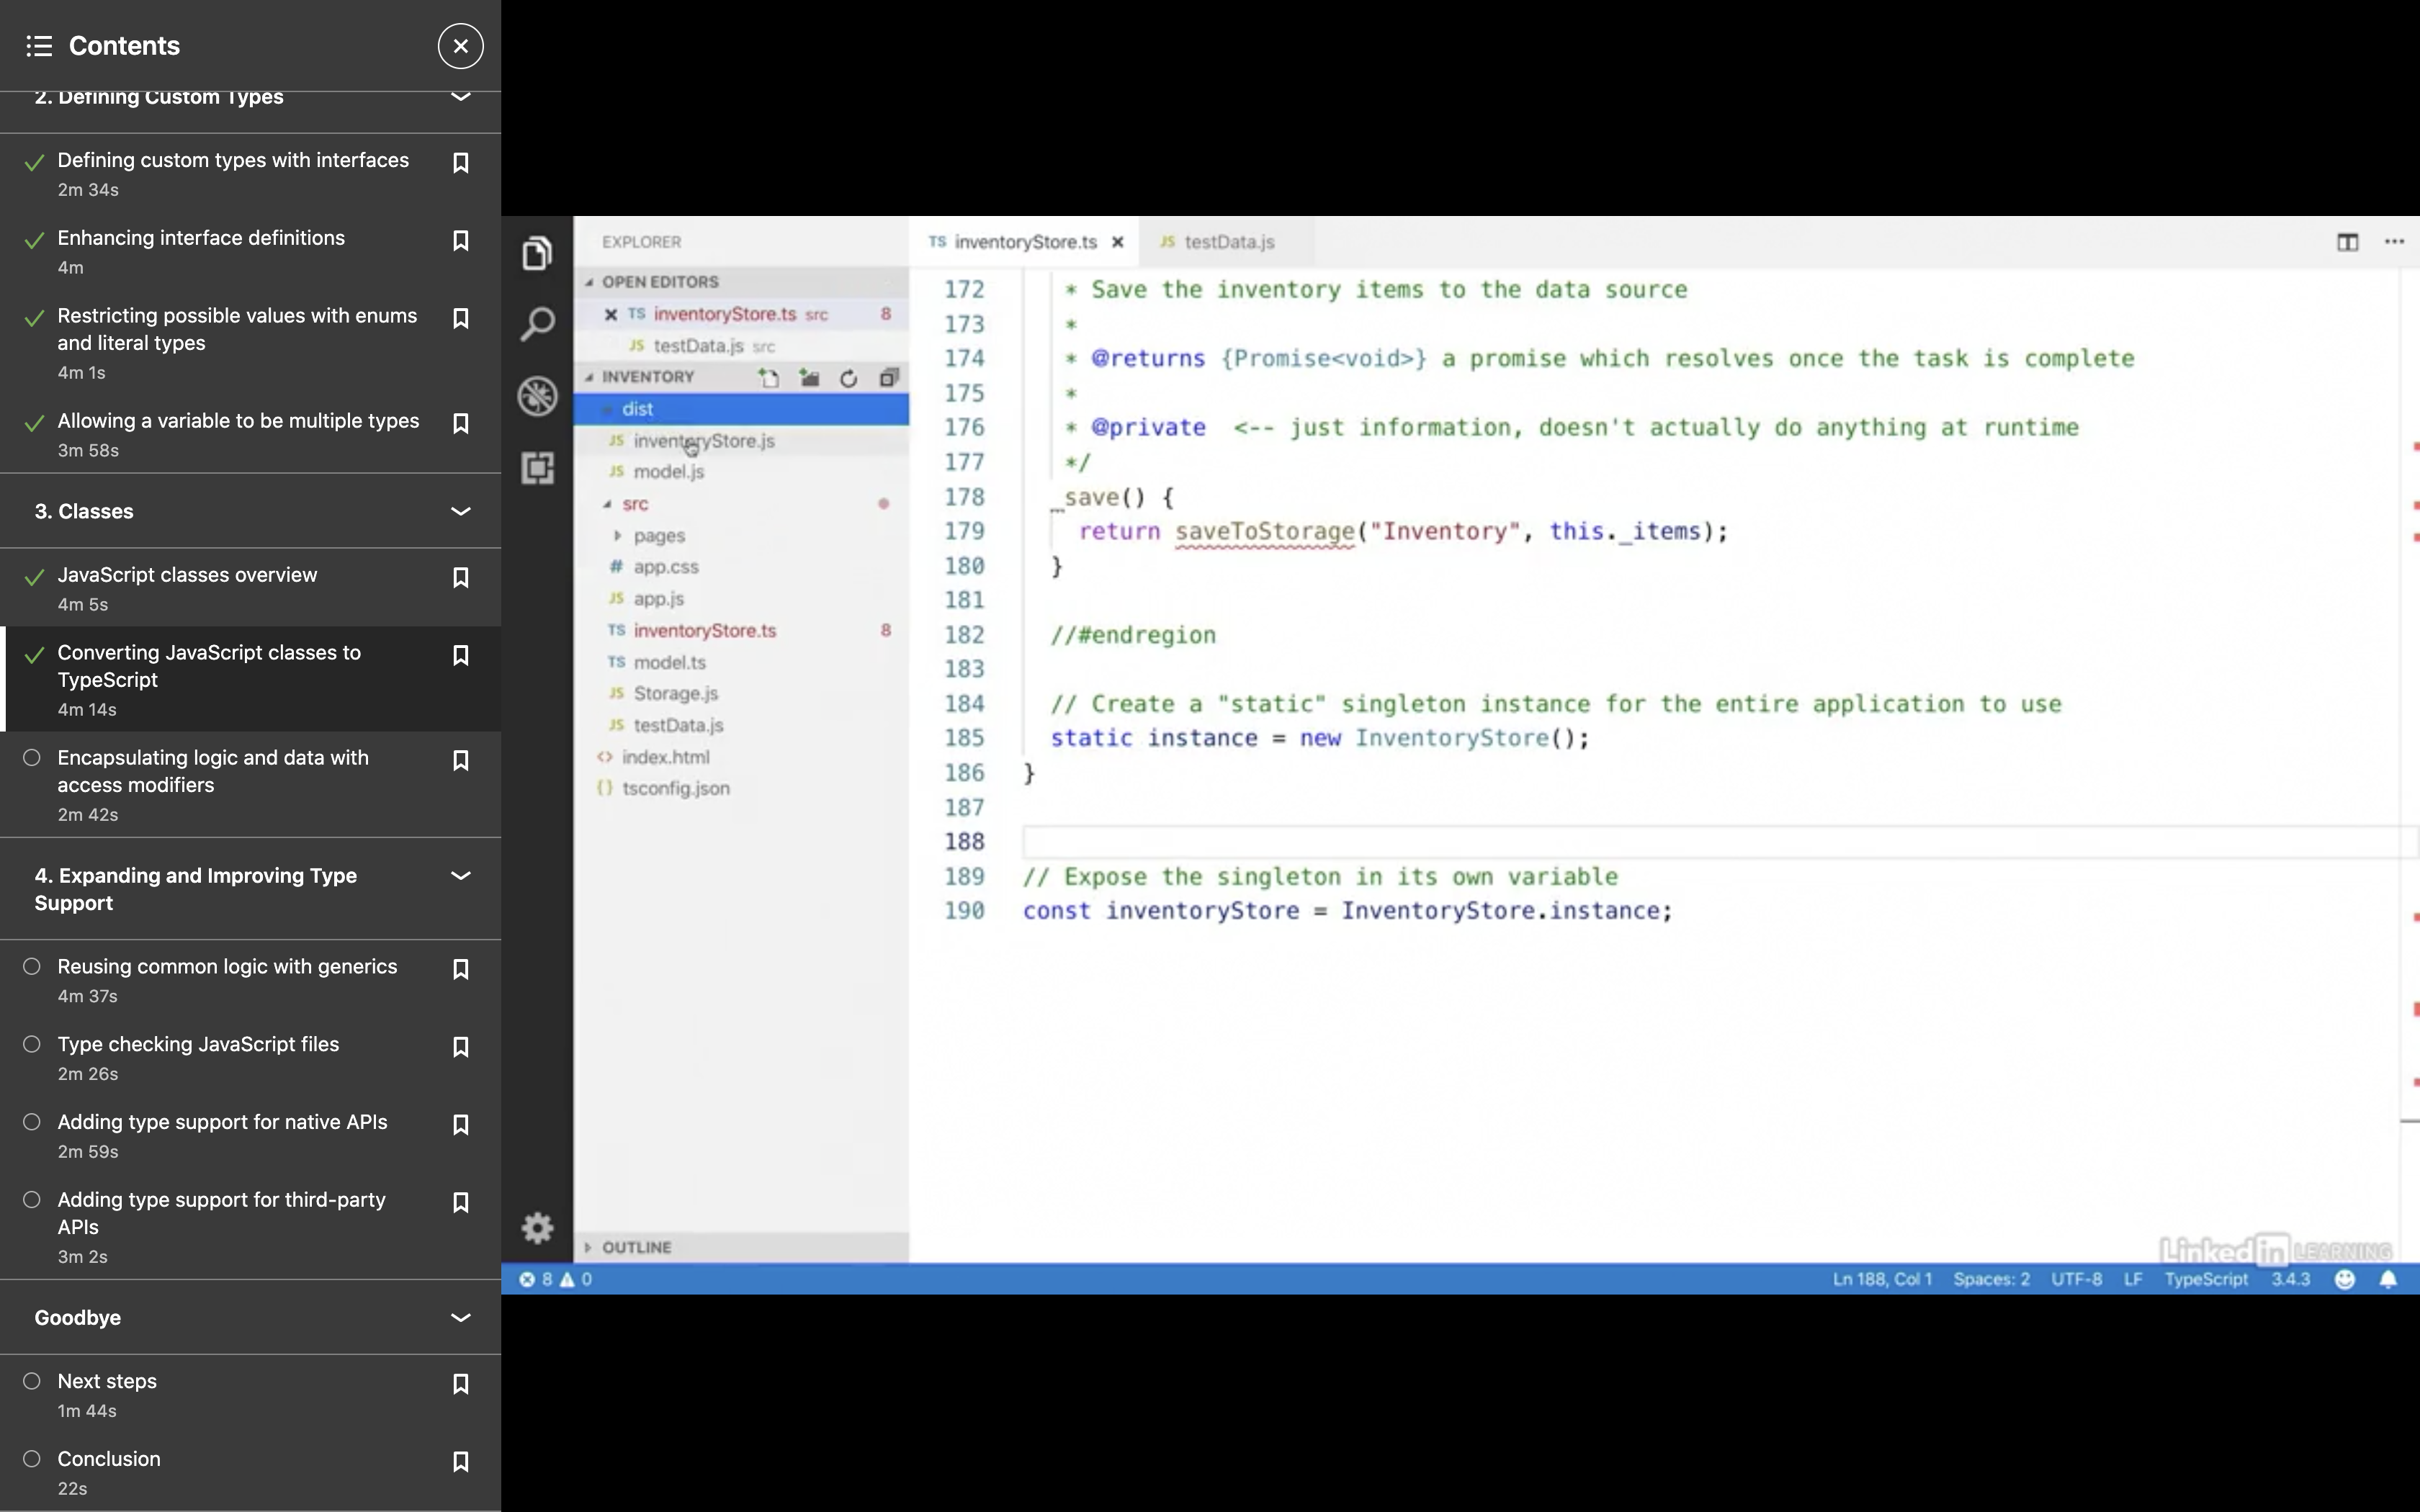 Contents
2. Defining Custom Types
Defining custom types with interfaces
2m 34s
Enhancing interface definitions
4m
Restricting possible values with enums
and literal types
4m 1s
Allowing a variable to be multiple types
3m 58s
3. Classes
JavaScript classes overview
4m 5s
Converting JavaScript classes to
TypeScript
4m 14s
Encapsulating logic and data with
access modifiers
2m 42s
4. Expanding and Improving Type
Support
Reusing common logic with generics
4m 37s
Type checking JavaScript files
2m 26s
Adding type support for native APIs
2m 59s
Adding type support for third-party
APIs
3m 2s
Goodbye
Next steps
1m 44s
Conclusion
22s
EXPLORER
OPEN EDITORS
TS inventoryStore.ts src 8
JS testData.js src
INVENTORY
dist
JS inventoryStore.js
JS model.js
src
pages
# app.css
JS app.js
TS inventoryStore.ts 8
TS model.ts
JS Storage.js
JS testData.js
<> index.html
{} tsconfig.json
OUTLINE
TS inventoryStore.ts JS testData.js
172 * Save the inventory items to the data source
173 *
174 * @returns {Promise<void>} a promise which resolves once the task is complete
175 *
176 * @private <-- just information, doesn't actually do anything at runtime
177 */
178 _save() {
179 return saveToStorage("Inventory", this._items);
180 }
181
182 //#endregion
183
184 // Create a "static" singleton instance for the entire application to use
185 static instance = new InventoryStore();
186 }
187
188
189 // Expose the singleton in its own variable
190 const inventoryStore = InventoryStore.instance;
Linked in LEARNING
8 0 Ln 188, Col 1 Spaces: 2 UTF-8 LF TypeScript 3.4.3